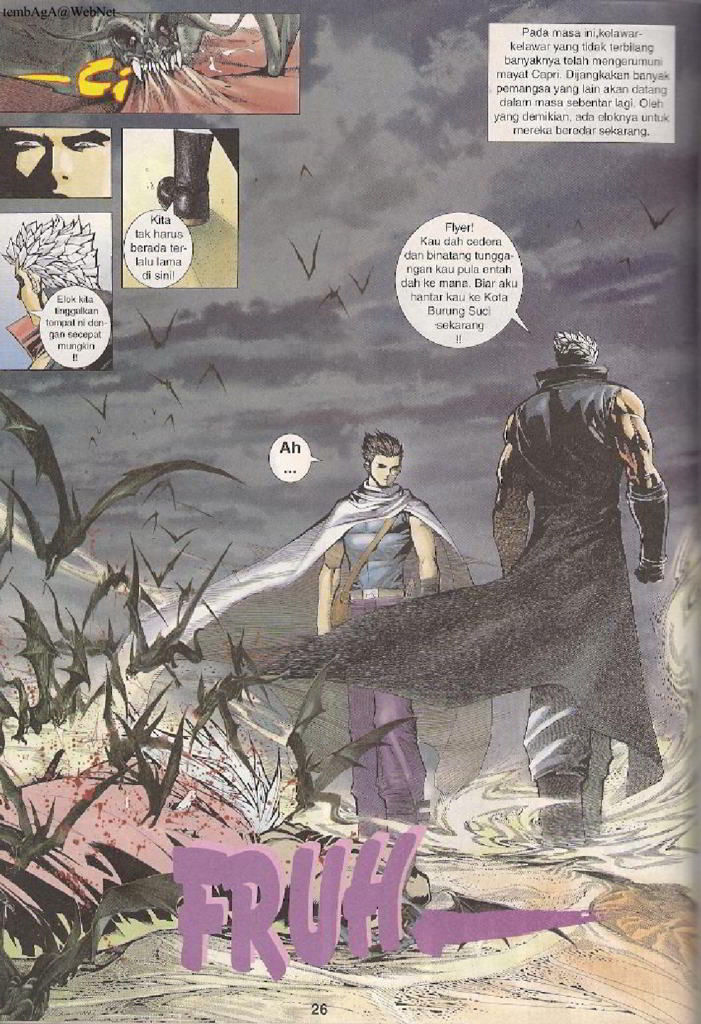 tembAgA@WebNet
Pada masa ini,kelawar-
kelawar yang tidak terbilang
banyaknya telah mengerumuni
mayat Capri. Dijangkakan banyak
pemangsa yang lain akan datang
dalam masa sebentar lagi. Oleh
yang demikian, ada eloknya untuk
mereka beredar sekarang.
Kita
tak harus
berada ter-
lalu lama
di sini!
Elok kita
tinggalkan
tempat ni den-
gan secepat
mungkin
!!
Flyer!
Kau dah cedera
dan binatang tungga-
ngan kau pula entah
dah ke mana. Biar aku
hantar kau ke Kota
Burung Suci
sekarang
!!
Ah
...
FRUH
26